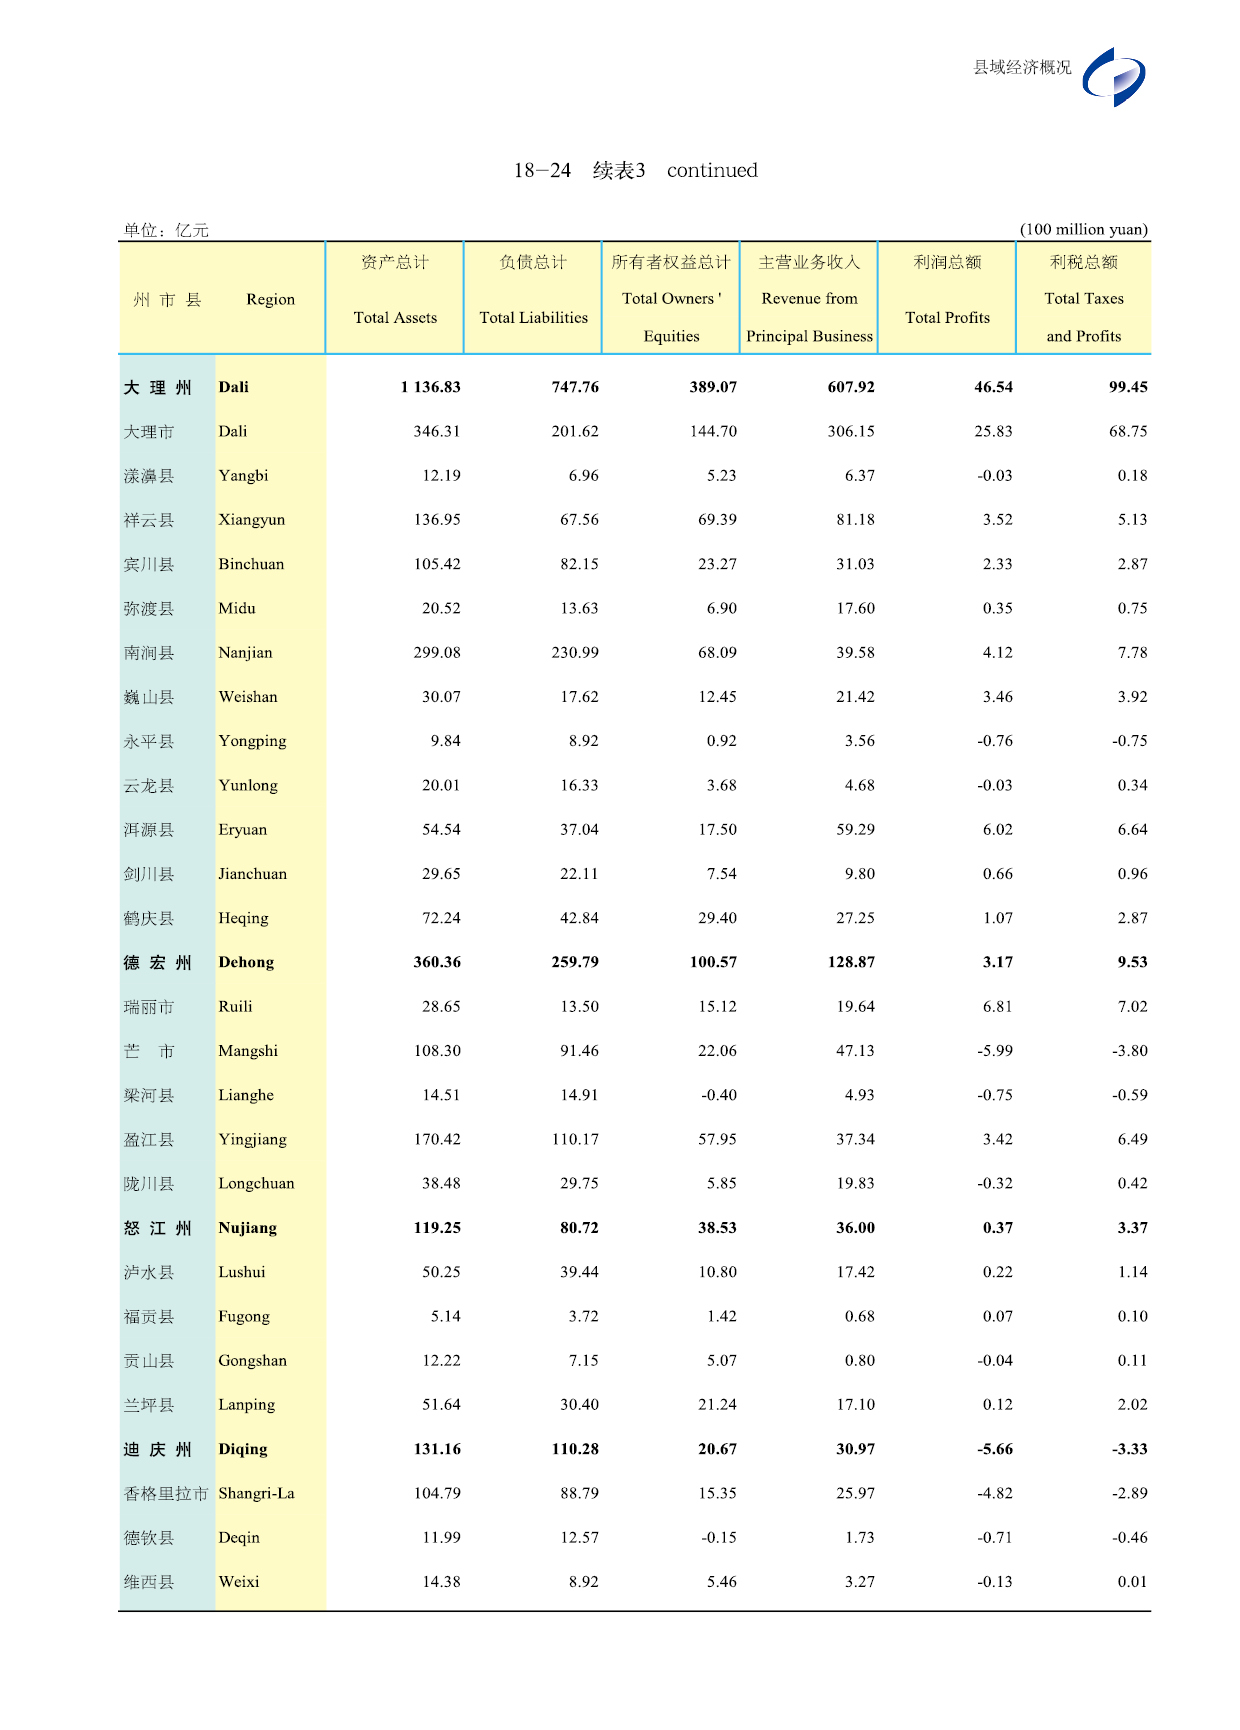 县域经济概况
18-24 续表3 continued
单位：亿元 (100 million yuan)
州 市 县 Region 资产总计 Total Assets 负债总计 Total Liabilities 所有者权益总计 Total Owners ' Equities 主营业务收入 Revenue from Principal Business 利润总额 Total Profits 利税总额 Total Taxes and Profits
大 理 州 Dali 1 136.83 747.76 389.07 607.92 46.54 99.45
大理市 Dali 346.31 201.62 144.70 306.15 25.83 68.75
漾濞县 Yangbi 12.19 6.96 5.23 6.37 -0.03 0.18
祥云县 Xiangyun 136.95 67.56 69.39 81.18 3.52 5.13
宾川县 Binchuan 105.42 82.15 23.27 31.03 2.33 2.87
弥渡县 Midu 20.52 13.63 6.90 17.60 0.35 0.75
南涧县 Nanjian 299.08 230.99 68.09 39.58 4.12 7.78
巍山县 Weishan 30.07 17.62 12.45 21.42 3.46 3.92
永平县 Yongping 9.84 8.92 0.92 3.56 -0.76 -0.75
云龙县 Yunlong 20.01 16.33 3.68 4.68 -0.03 0.34
洱源县 Eryuan 54.54 37.04 17.50 59.29 6.02 6.64
剑川县 Jianchuan 29.65 22.11 7.54 9.80 0.66 0.96
鹤庆县 Heqing 72.24 42.84 29.40 27.25 1.07 2.87
德 宏 州 Dehong 360.36 259.79 100.57 128.87 3.17 9.53
瑞丽市 Ruili 28.65 13.50 15.12 19.64 6.81 7.02
芒 市 Mangshi 108.30 91.46 22.06 47.13 -5.99 -3.80
梁河县 Lianghe 14.51 14.91 -0.40 4.93 -0.75 -0.59
盈江县 Yingjiang 170.42 110.17 57.95 37.34 3.42 6.49
陇川县 Longchuan 38.48 29.75 5.85 19.83 -0.32 0.42
怒 江 州 Nujiang 119.25 80.72 38.53 36.00 0.37 3.37
泸水县 Lushui 50.25 39.44 10.80 17.42 0.22 1.14
福贡县 Fugong 5.14 3.72 1.42 0.68 0.07 0.10
贡山县 Gongshan 12.22 7.15 5.07 0.80 -0.04 0.11
兰坪县 Lanping 51.64 30.40 21.24 17.10 0.12 2.02
迪 庆 州 Diqing 131.16 110.28 20.67 30.97 -5.66 -3.33
香格里拉市 Shangri-La 104.79 88.79 15.35 25.97 -4.82 -2.89
德钦县 Deqin 11.99 12.57 -0.15 1.73 -0.71 -0.46
维西县 Weixi 14.38 8.92 5.46 3.27 -0.13 0.01